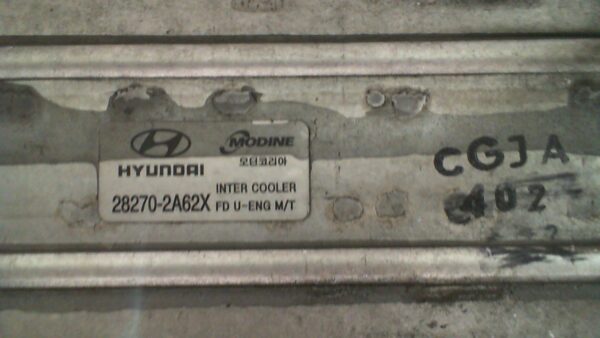 HYUNDAI
MODINE
모딘코리아
28270-2A62X
INTER COOLER
FD U-ENG M/T
CGJA
402